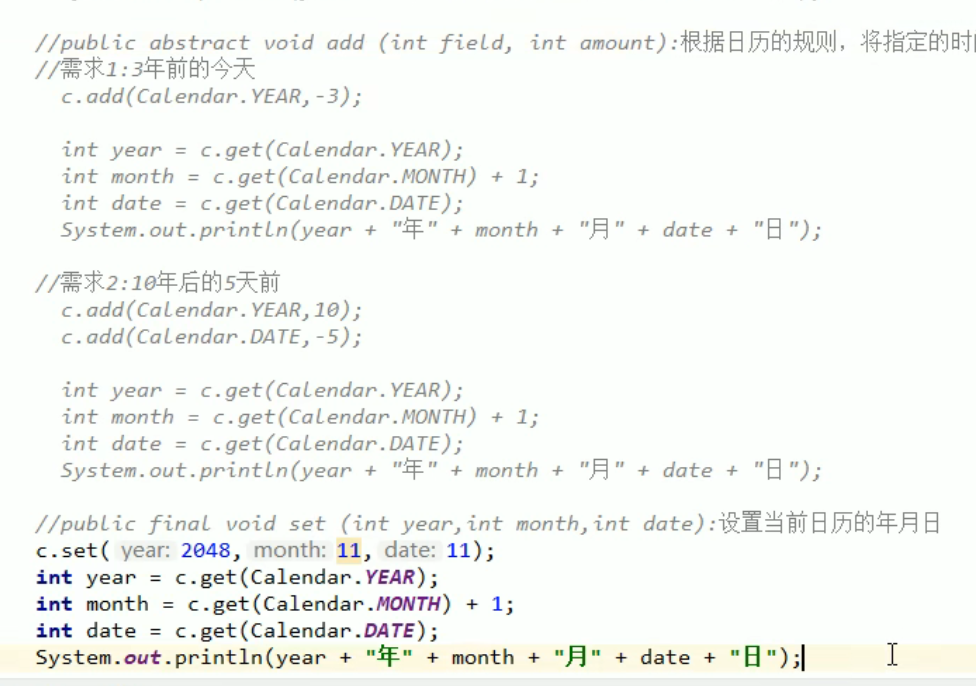 //public abstract void add (int field, int amount):根据日历的规则，将指定的时
//需求1:3年前的今天
c.add(Calendar.YEAR,-3);
int year = c.get(Calendar.YEAR);
int month = c.get(Calendar.MONTH) + 1;
int date = c.get(Calendar.DATE);
System.out.println(year + "年" + month + "月" + date + "日");
//需求2:10年后的5天前
c.add(Calendar.YEAR,10);
c.add(Calendar.DATE,-5);
int year = c.get(Calendar.YEAR);
int month = c.get(Calendar.MONTH) + 1;
int date = c.get(Calendar.DATE);
System.out.println(year + "年" + month + "月" + date + "日");
//public final void set (int year,int month,int date):设置当前日历的年月日
c.set( year: 2048, month: 11, date: 11);
int year = c.get(Calendar.YEAR);
int month = c.get(Calendar.MONTH) + 1;
int date = c.get(Calendar.DATE);
System.out.println(year + "年" + month + "月" + date + "日");